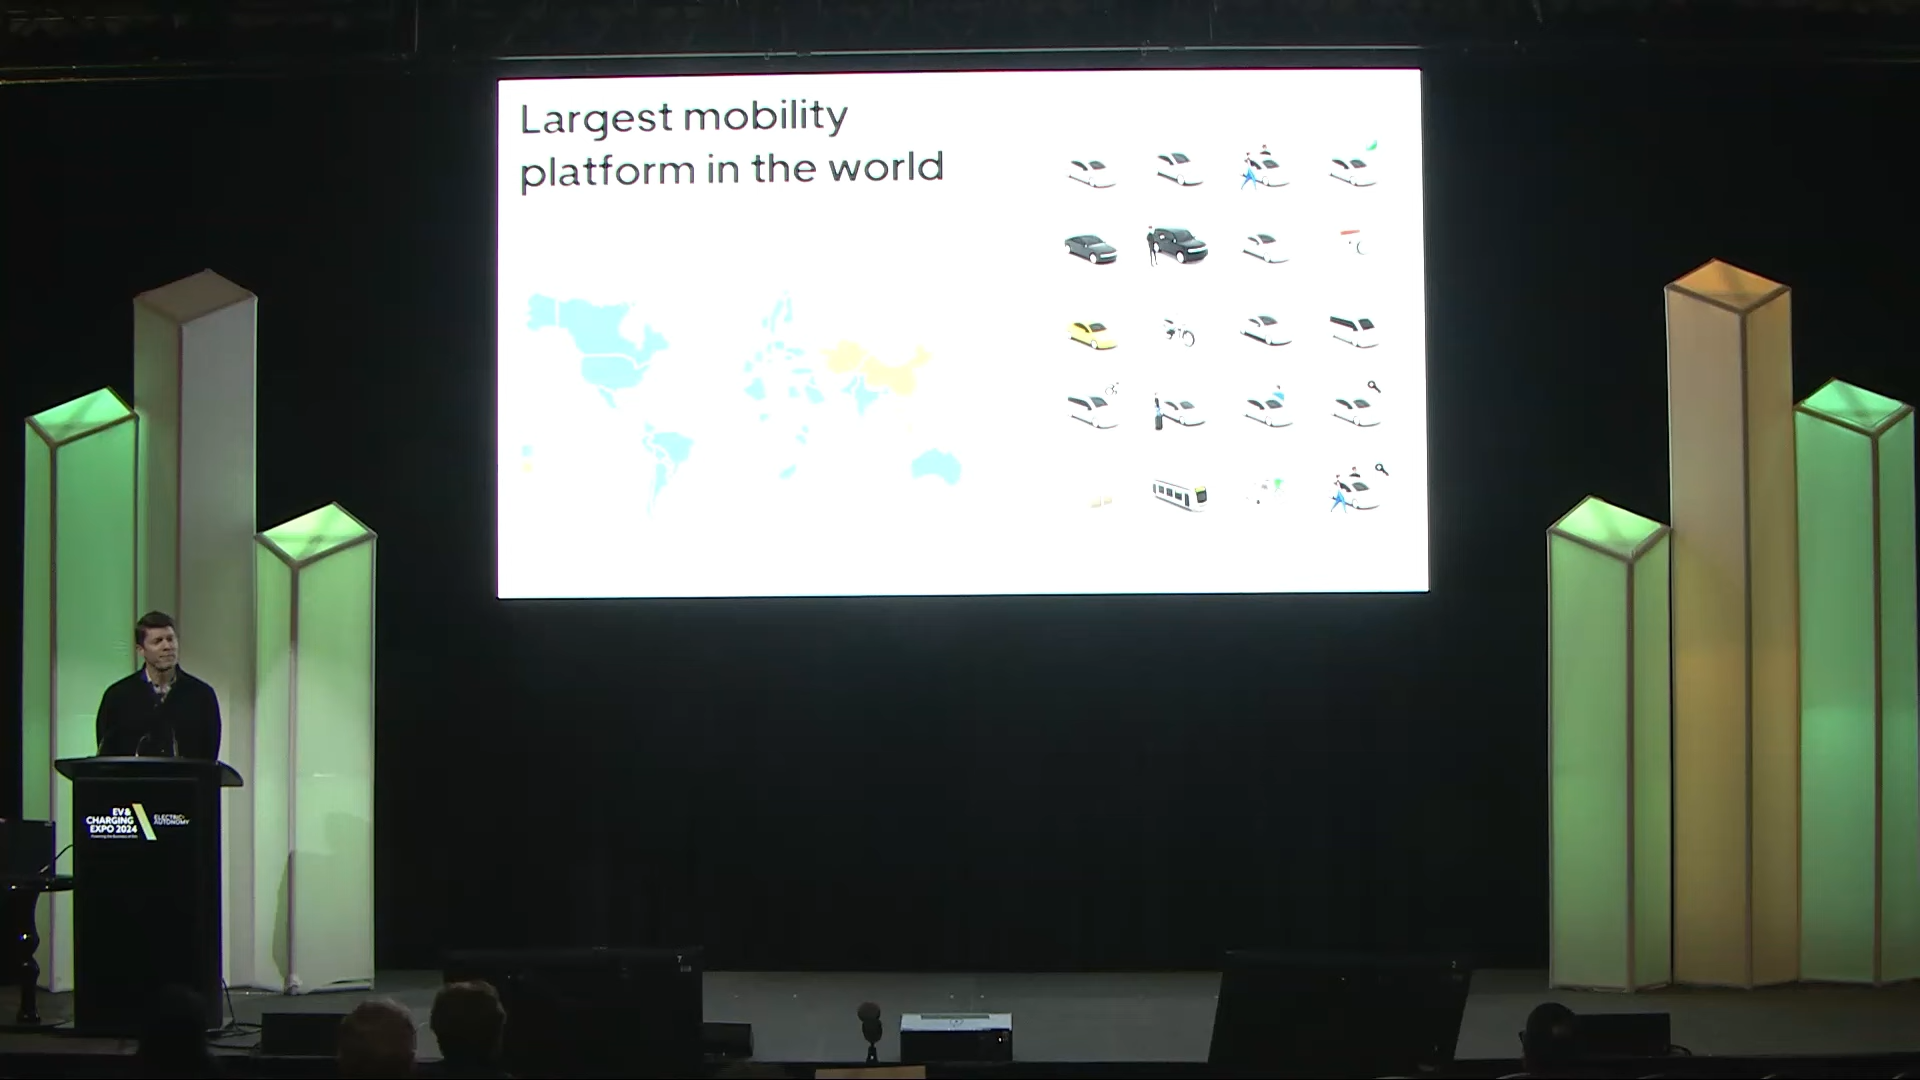 Largest mobility
platform in the world
EV &
CHARGING
EXPO 2024
ELECTRIC
AUTONOMY